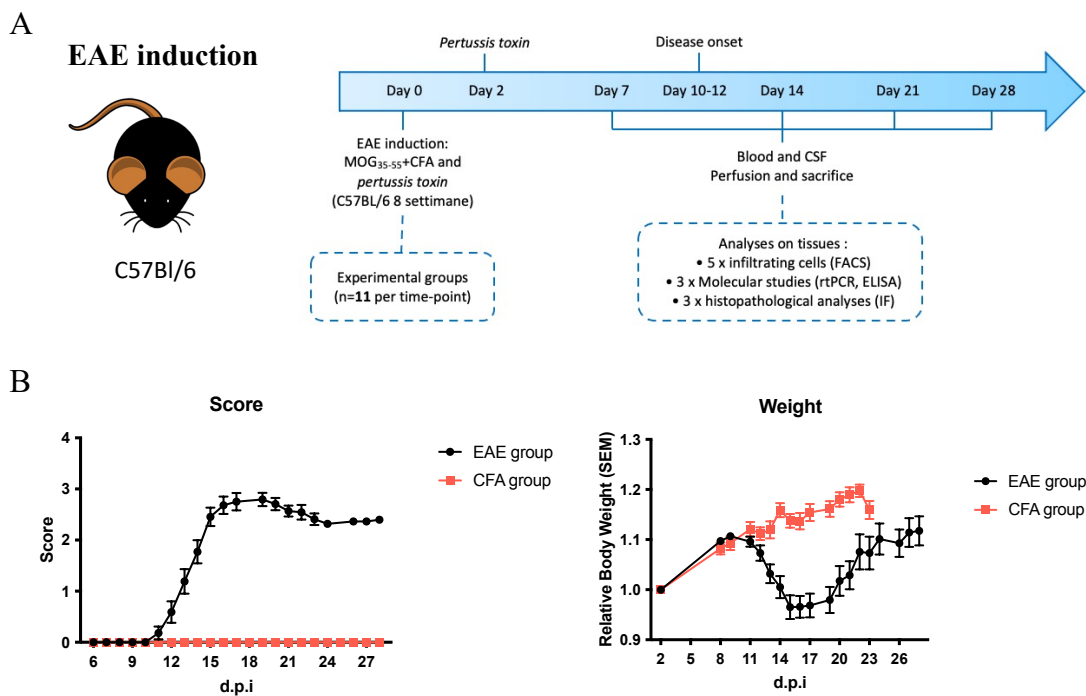 A
EAE induction
C57Bl/6
Pertussis toxin
Disease onset
Day 0
Day 2
Day 7
Day 10-12
Day 14
Day 21
Day 28
EAE induction:
MOG35-55+CFA and
pertussis toxin
(C57BL/6 8 settimane)
Experimental groups
(n=11 per time-point)
Blood and CSF
Perfusion and sacrifice
Analyses on tissues :
• 5 x infiltrating cells (FACS)
• 3 x Molecular studies (rtPCR, ELISA)
• 3 x histopathological analyses (IF)
B
Score
Score
4
3
2
1
0
6
9
12
15
18
21
24
27
d.p.i
EAE group
CFA group
Weight
Relative Body Weight (SEM)
1.3
1.2
1.1
1.0
0.9
2
5
8
11
14
17
20
23
26
d.p.i
EAE group
CFA group